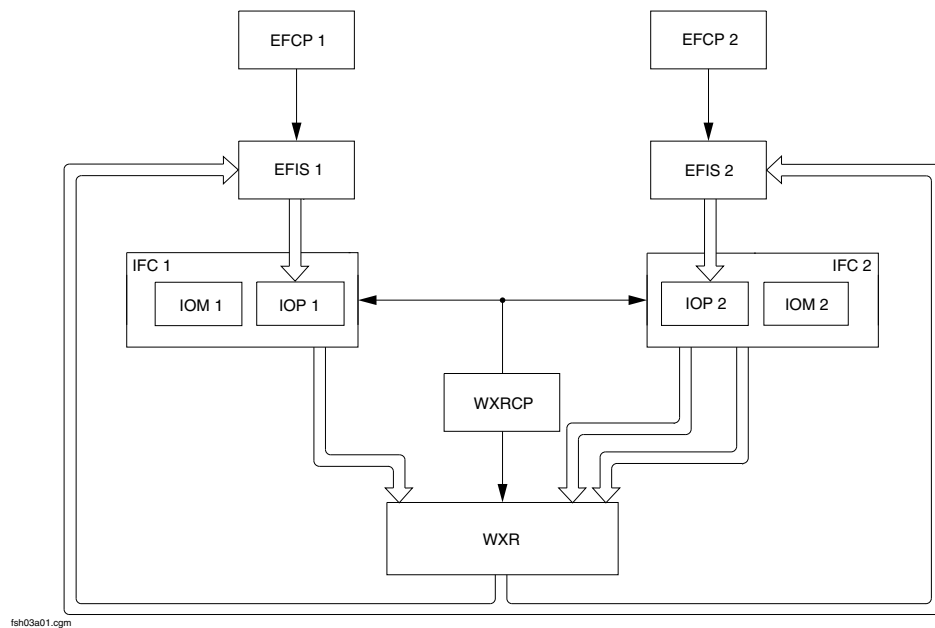 EFCP 1
EFCP 2
EFIS 1
EFIS 2
IFC 1
IFC 2
IOM 1
IOP 1
IOP 2
IOM 2
WXRCP
WXR
fsh03a01.cgm